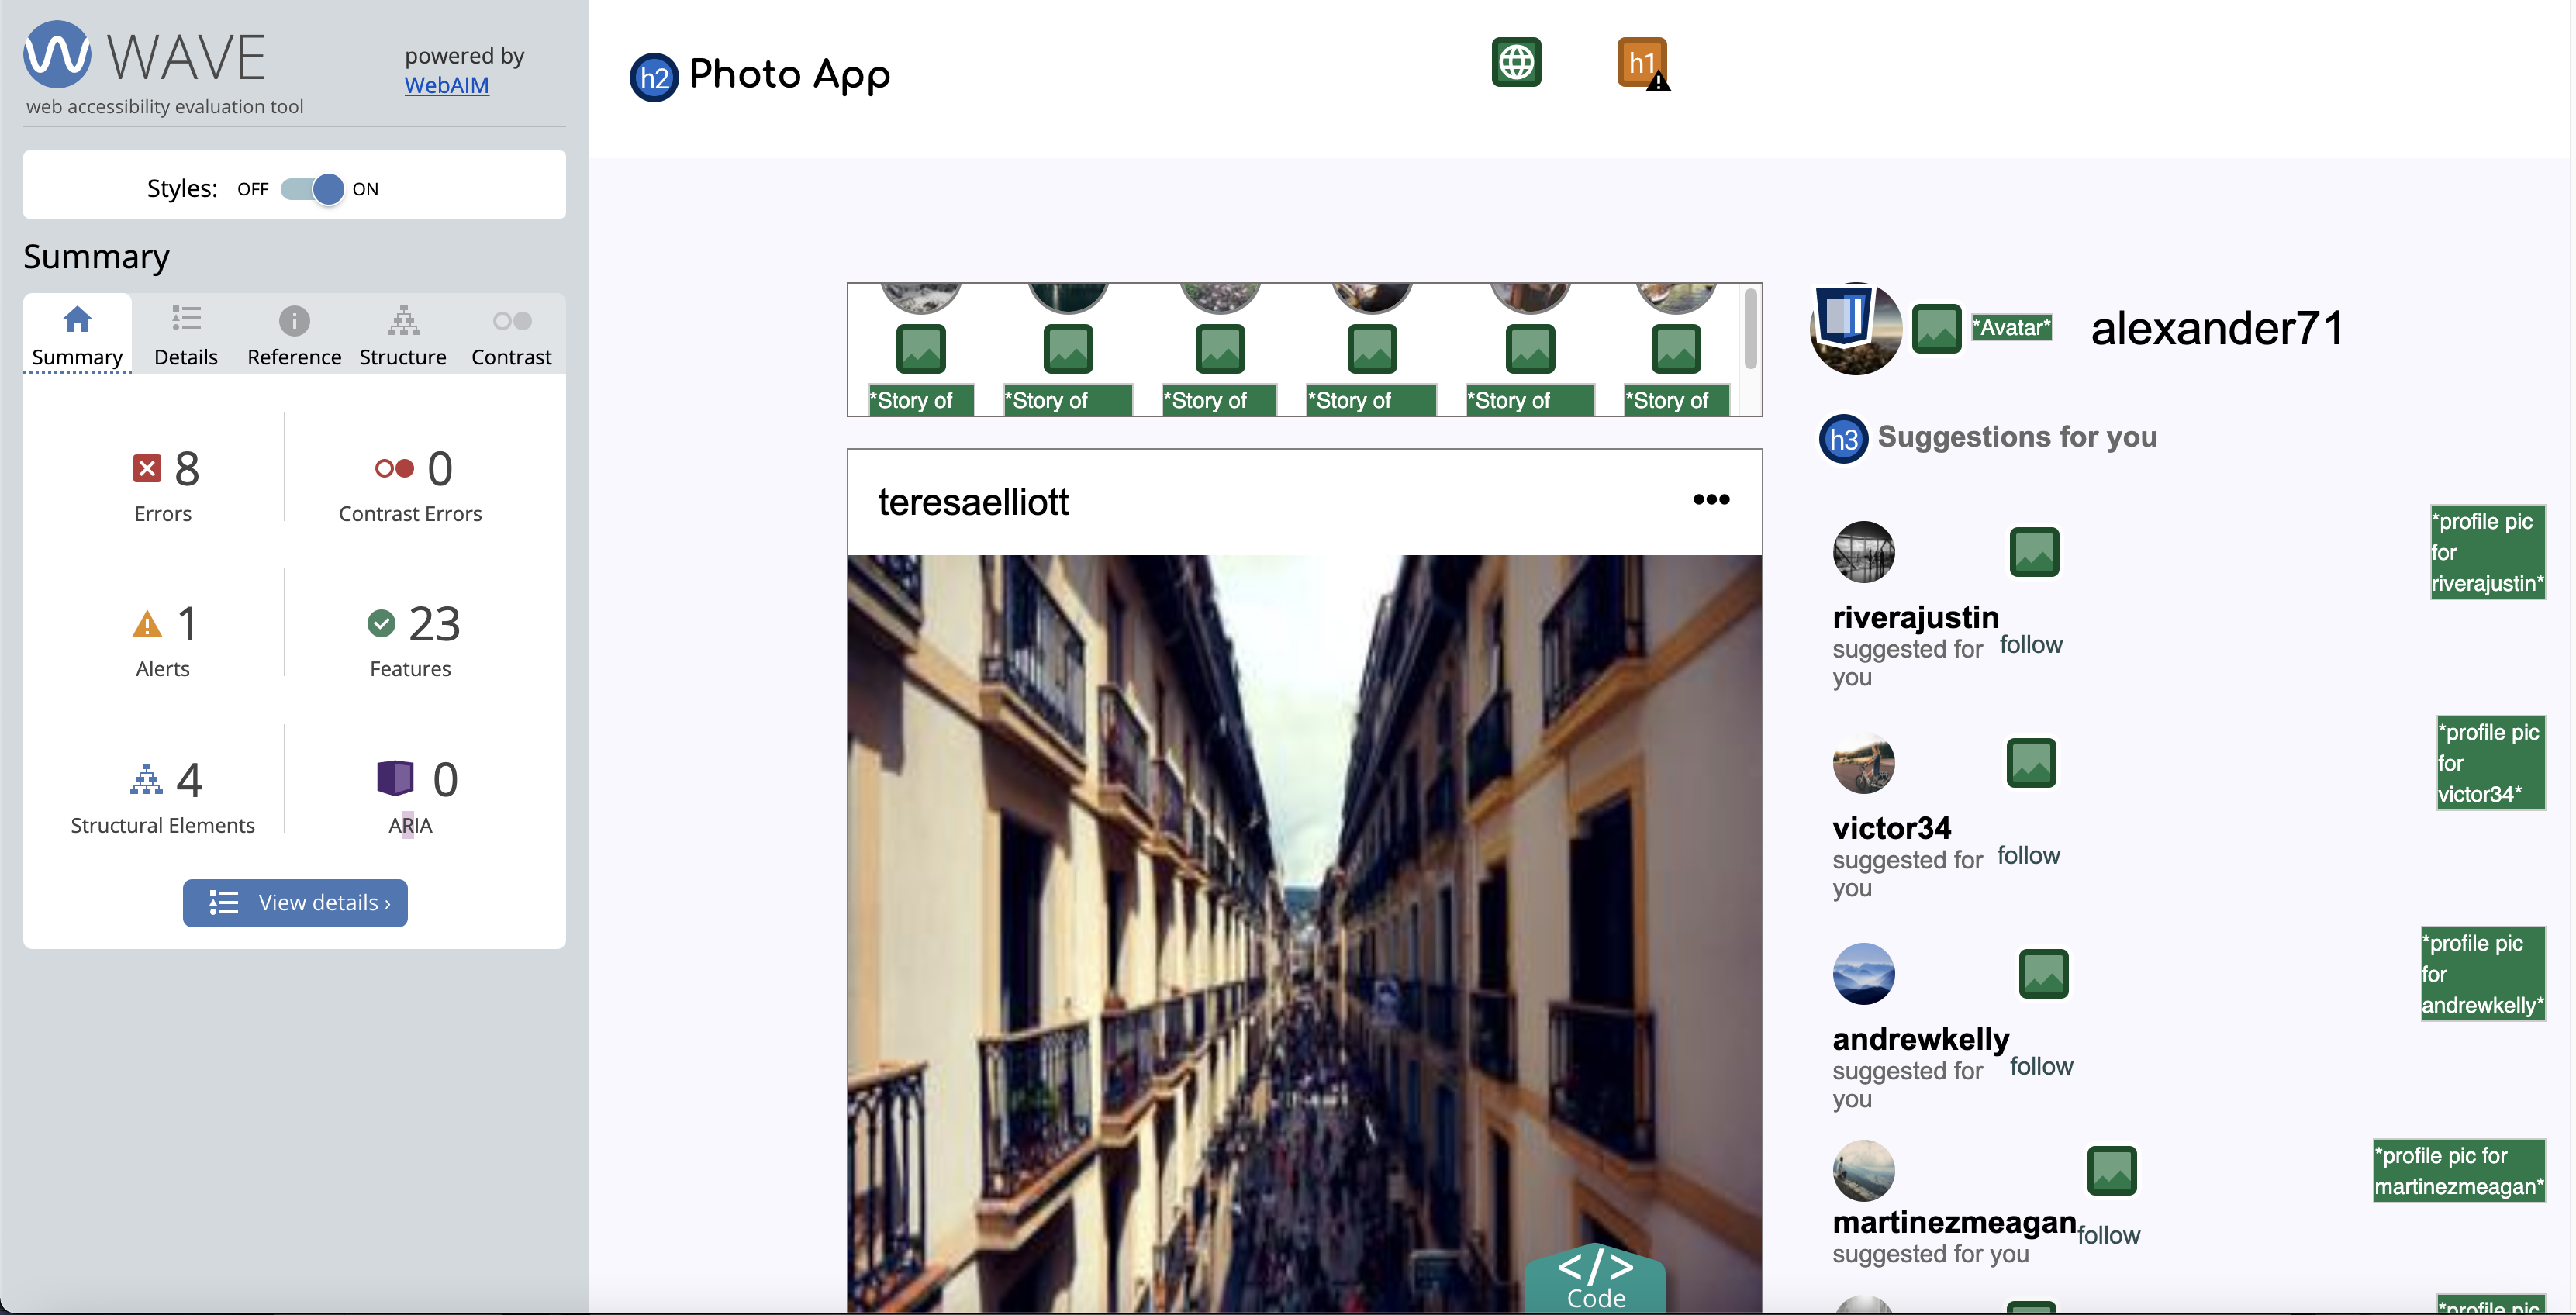 WAVE
powered by
WebAIM
web accessibility evaluation tool
Styles: OFF ON
Summary
Summary Details Reference Structure Contrast
8
Errors
0
Contrast Errors
1
Alerts
23
Features
4
Structural Elements
0
ARIA
View details ›
h2 Photo App
h1
*Story of *Story of *Story of *Story of *Story of *Story of
teresaelliott
•••
</>
Code
*Avatar* alexander71
h3 Suggestions for you
*profile pic
for
riverajustin*
riverajustin
suggested for
you
follow
*profile pic
for
victor34*
victor34
suggested for
you
follow
*profile pic
for
andrewkelly*
andrewkelly
suggested for
you
follow
*profile pic for
martinezmeagan*
martinezmeagan
suggested for you
follow
*profile pic